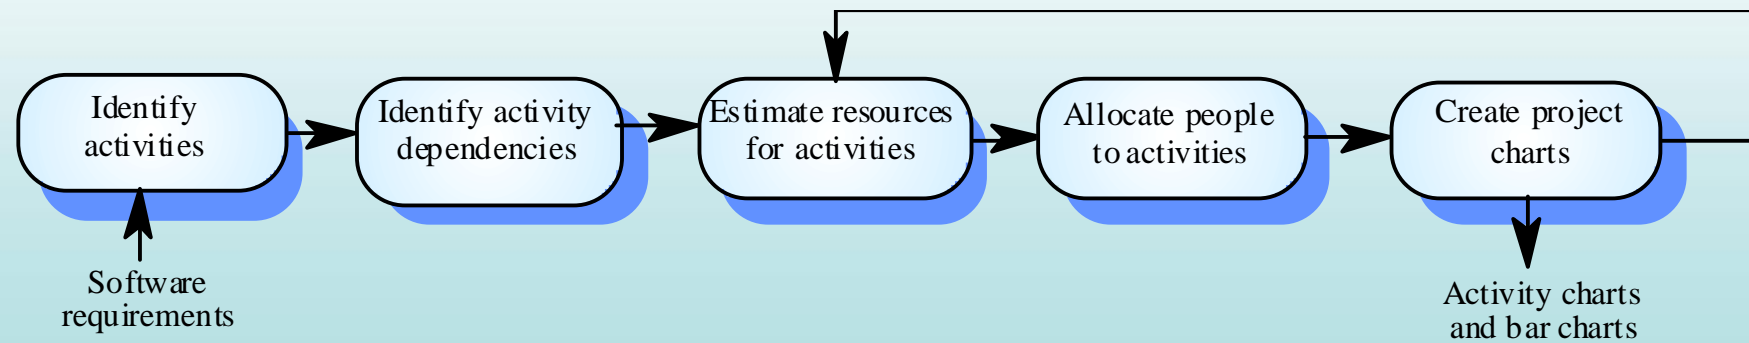 Identify
activities
Identify activity
dependencies
Estimate resources
for activities
Allocate people
to activities
Create project
charts
Software
requirements
Activity charts
and bar charts